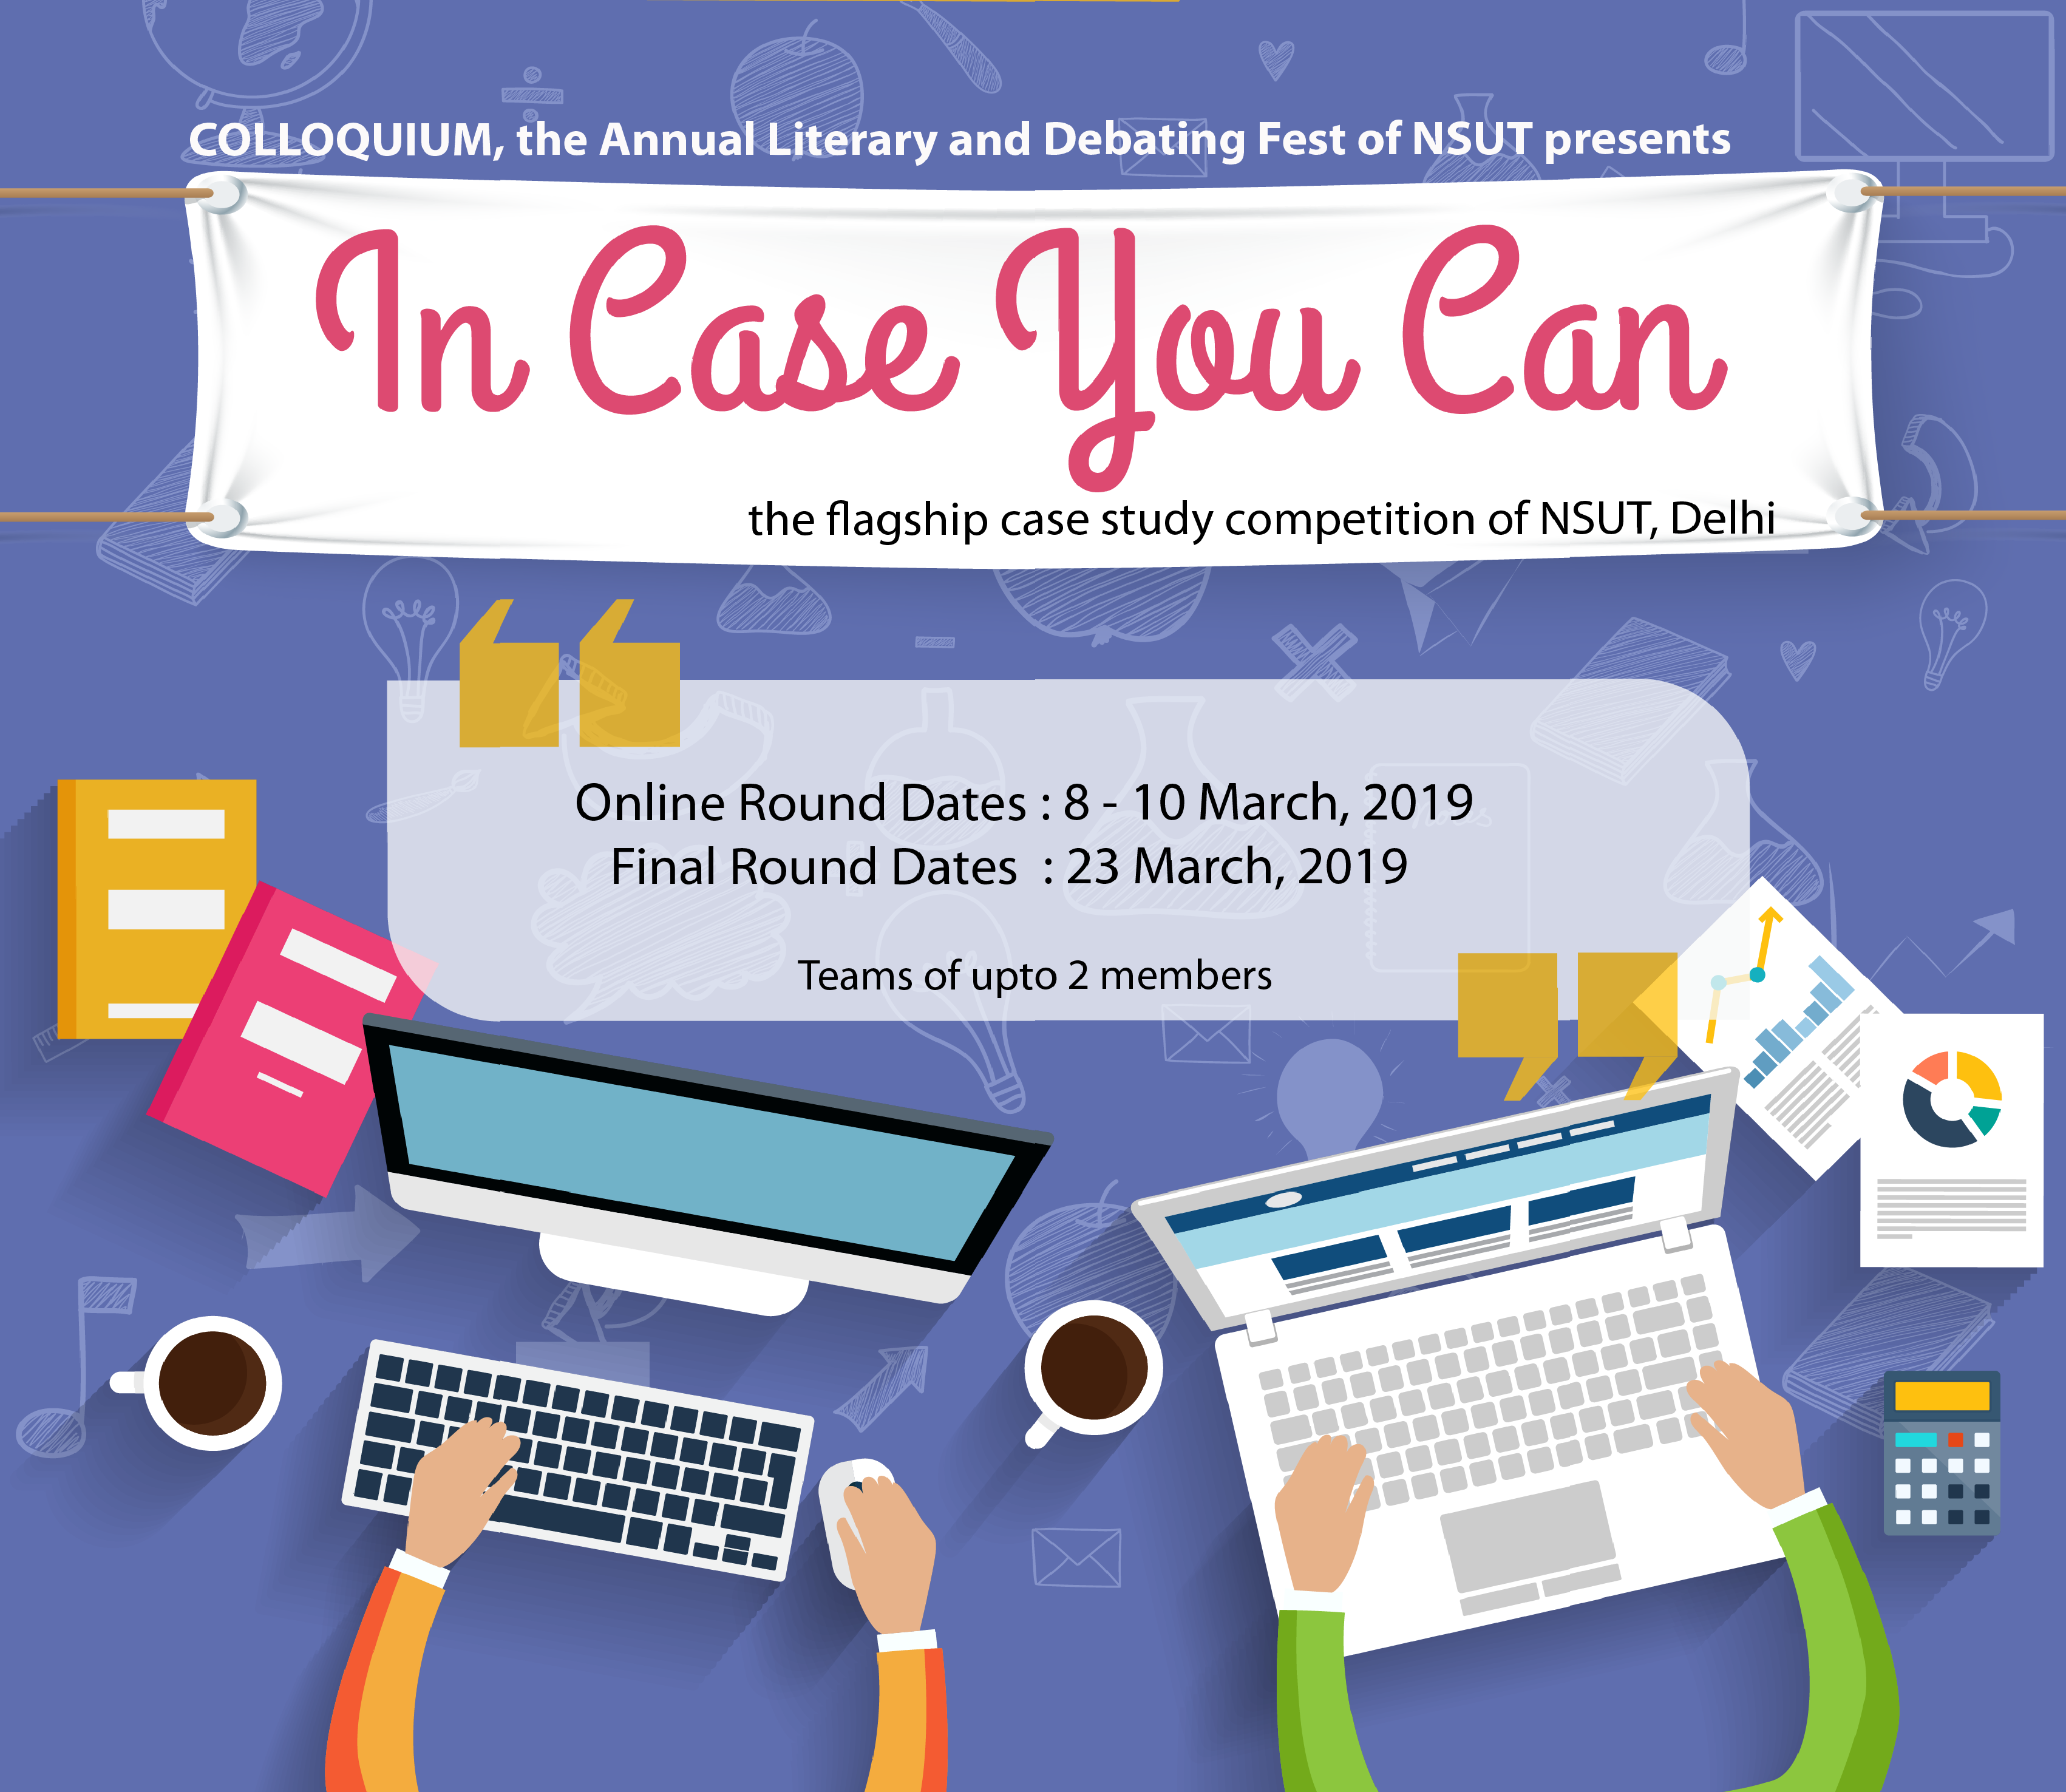 COLLOQUIUM, the Annual Literary and Debating Fest of NSUT presents
In Case You Can
the flagship case study competition of NSUT, Delhi
Online Round Dates : 8 - 10 March, 2019
Final Round Dates : 23 March, 2019
Teams of upto 2 members